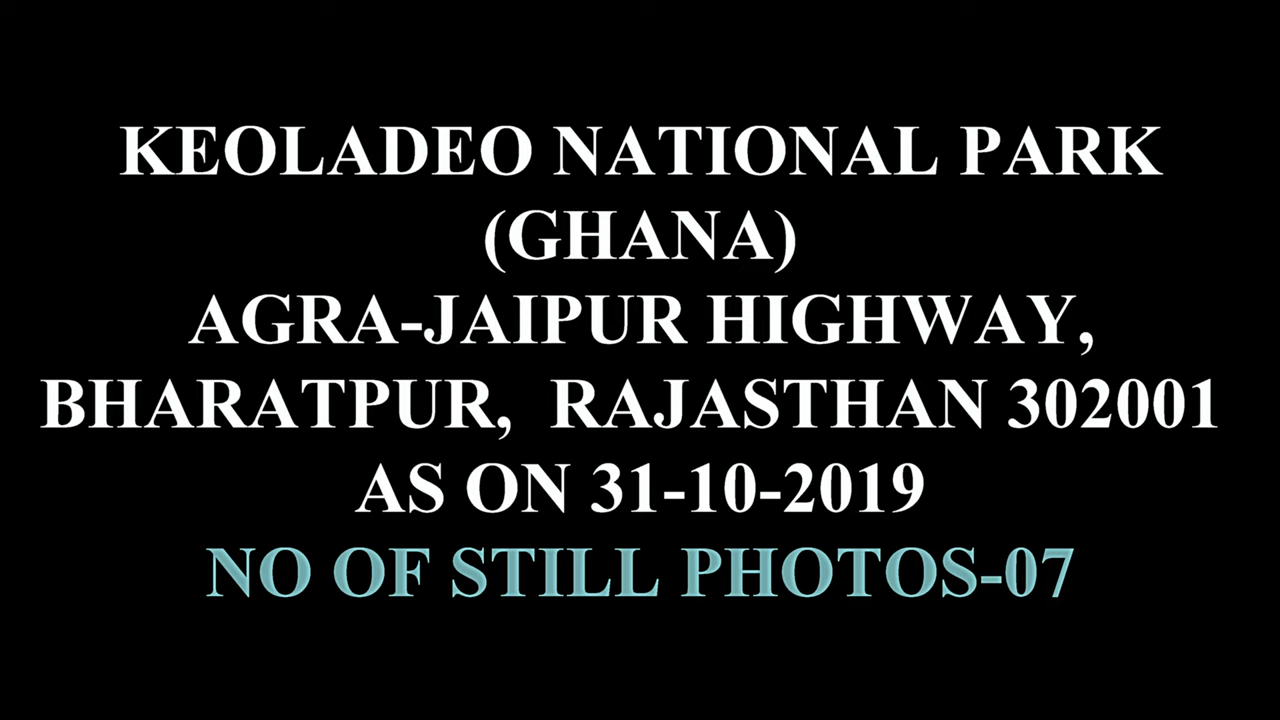 KEOLADEO NATIONAL PARK
(GHANA)
AGRA-JAIPUR HIGHWAY,
BHARATPUR,  RAJASTHAN 302001
AS ON 31-10-2019
NO OF STILL PHOTOS-07